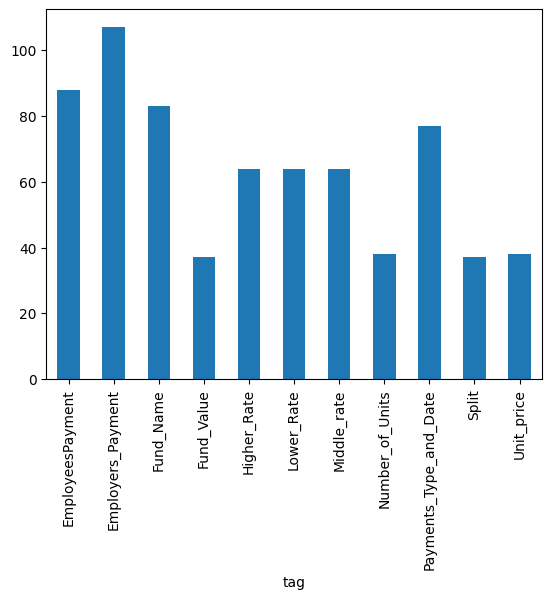 100
80
60
40
20
0
EmployeesPayment
Employers_Payment
Fund_Name
Fund_Value
Higher_Rate
Lower_Rate
Middle_rate
Number_of_Units
Payments_Type_and_Date
Split
Unit_price
tag